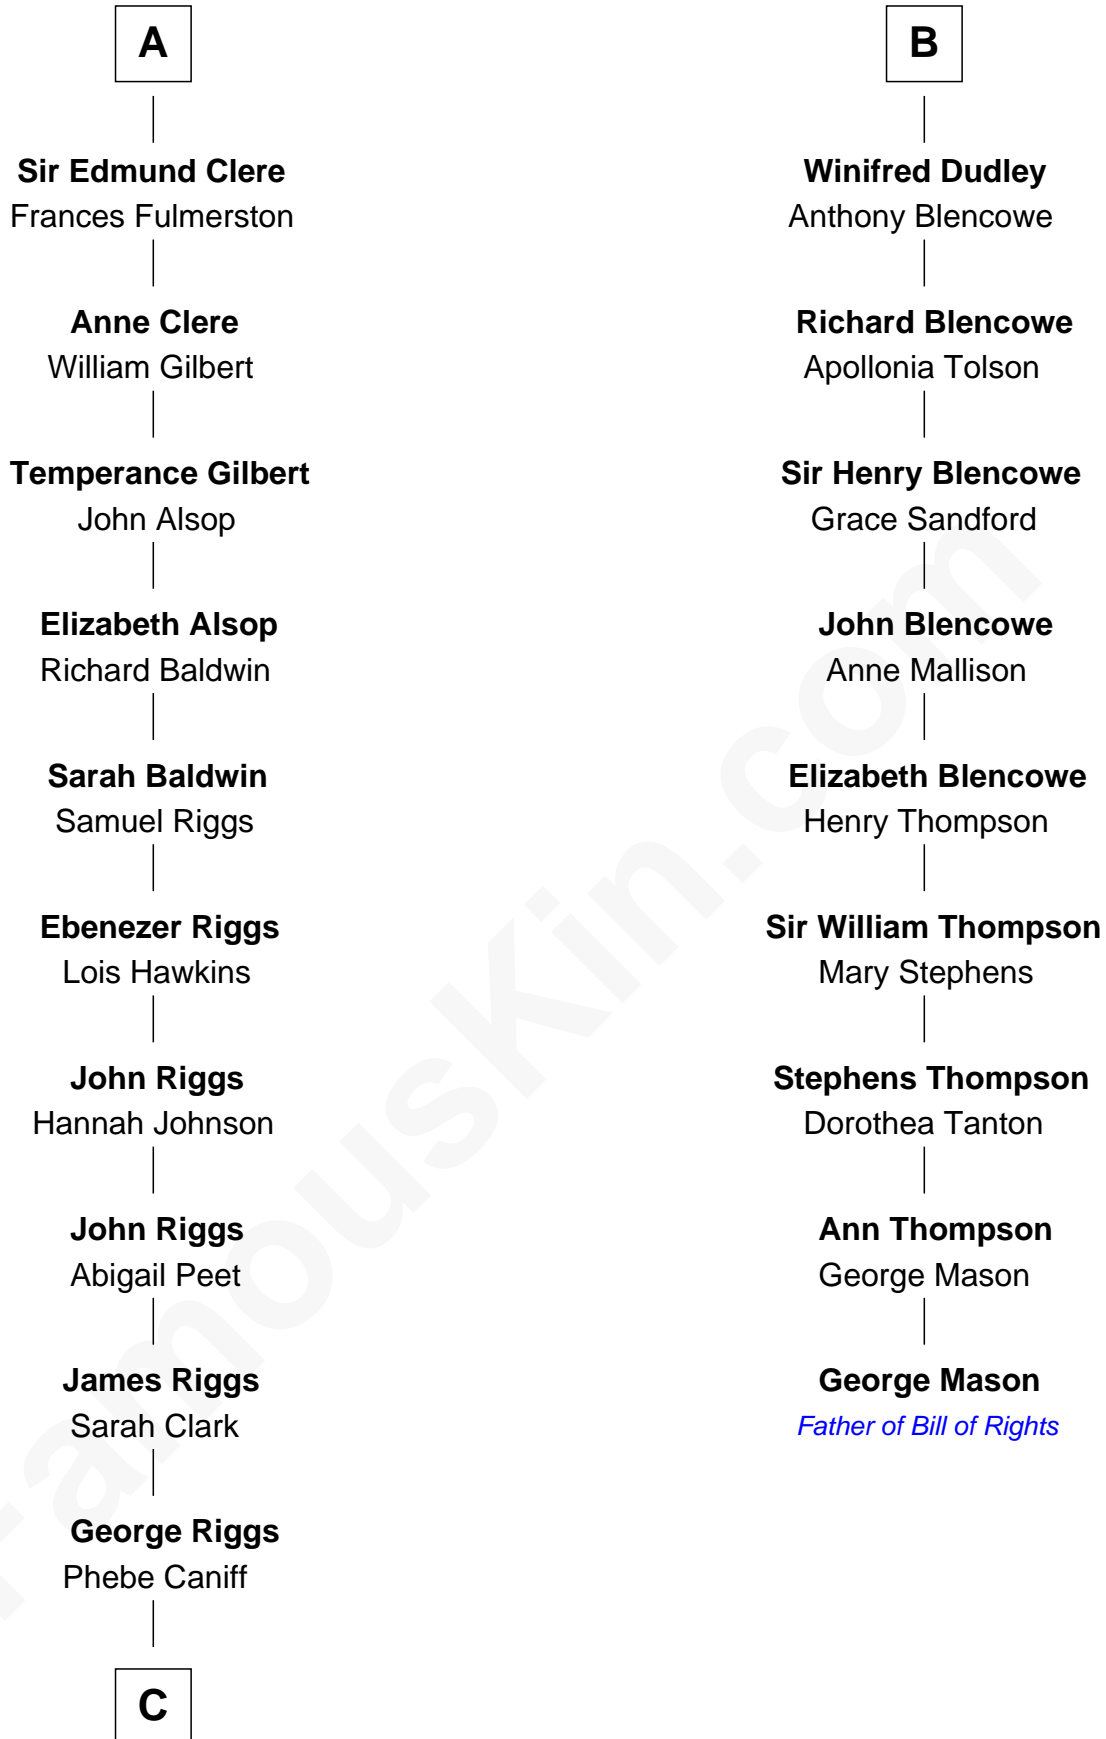 A
Sir Edmund Clere
Frances Fulmerston
Anne Clere
William Gilbert
Temperance Gilbert
John Alsop
Elizabeth Alsop
Richard Baldwin
Sarah Baldwin
Samuel Riggs
Ebenezer Riggs
Lois Hawkins
John Riggs
Hannah Johnson
John Riggs
Abigail Peet
James Riggs
Sarah Clark
George Riggs
Phebe Caniff
C
B
Winifred Dudley
Anthony Blencowe
Richard Blencowe
Apollonia Tolson
Sir Henry Blencowe
Grace Sandford
John Blencowe
Anne Mallison
Elizabeth Blencowe
Henry Thompson
Sir William Thompson
Mary Stephens
Stephens Thompson
Dorothea Tanton
Ann Thompson
George Mason
George Mason
Father of Bill of Rights
FamousKin.com